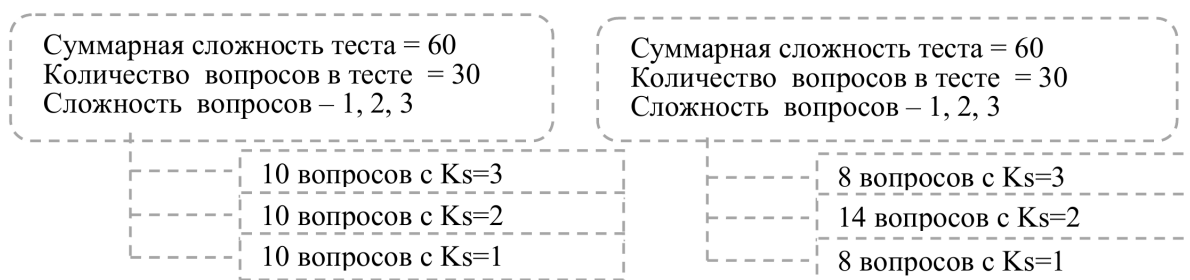 Суммарная сложность теста = 60
Количество вопросов в тесте = 30
Сложность вопросов – 1, 2, 3
10 вопросов с Ks=3
10 вопросов с Ks=2
10 вопросов с Ks=1
Суммарная сложность теста = 60
Количество вопросов в тесте = 30
Сложность вопросов – 1, 2, 3
8 вопросов с Ks=3
14 вопросов с Ks=2
8 вопросов с Ks=1